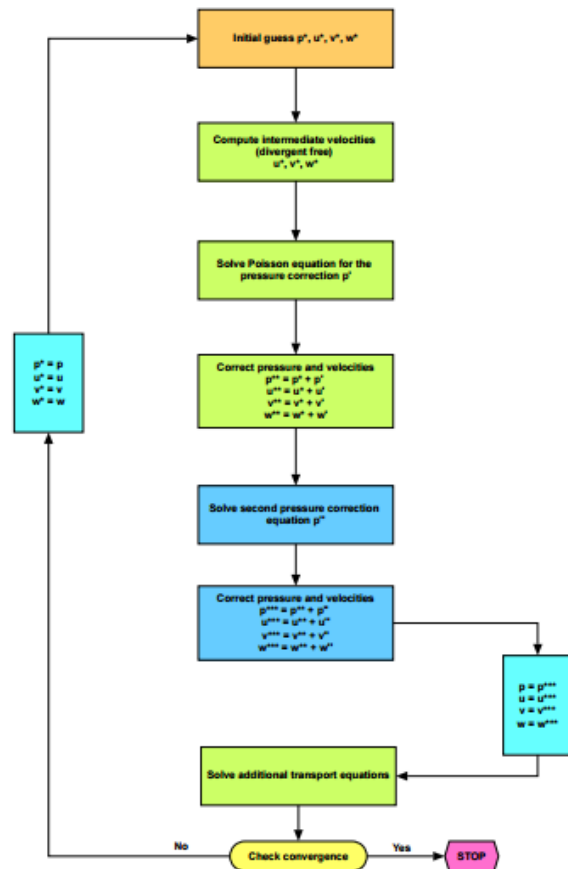 Initial guess p*, u*, v*, w*
Compute intermediate velocities
(divergent free)
u*, v*, w*
Solve Poisson equation for the
pressure correction p'
p* = p
u* = u
v* = v
w* = w
Correct pressure and velocities
p** = p* + p'
u** = u* + u'
v** = v* + v'
w** = w* + w'
Solve second pressure correction
equation p''
Correct pressure and velocities
p*** = p** + p''
u*** = u** + u''
v*** = v** + v''
w*** = w** + w''
p = p***
u = u***
v = v***
w = w***
Solve additional transport equations
No
Check convergence
Yes
STOP